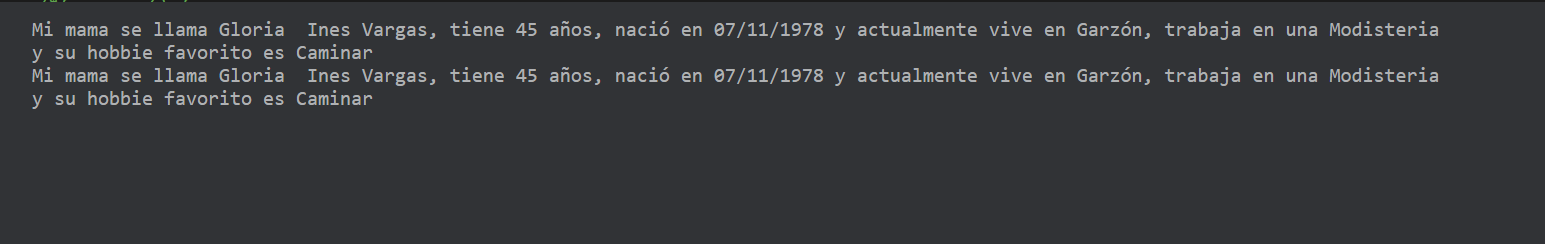 Mi mama se llama Gloria  Ines Vargas, tiene 45 años, nació en 07/11/1978 y actualmente vive en Garzón, trabaja en una Modisteria
y su hobbie favorito es Caminar
Mi mama se llama Gloria  Ines Vargas, tiene 45 años, nació en 07/11/1978 y actualmente vive en Garzón, trabaja en una Modisteria
y su hobbie favorito es Caminar